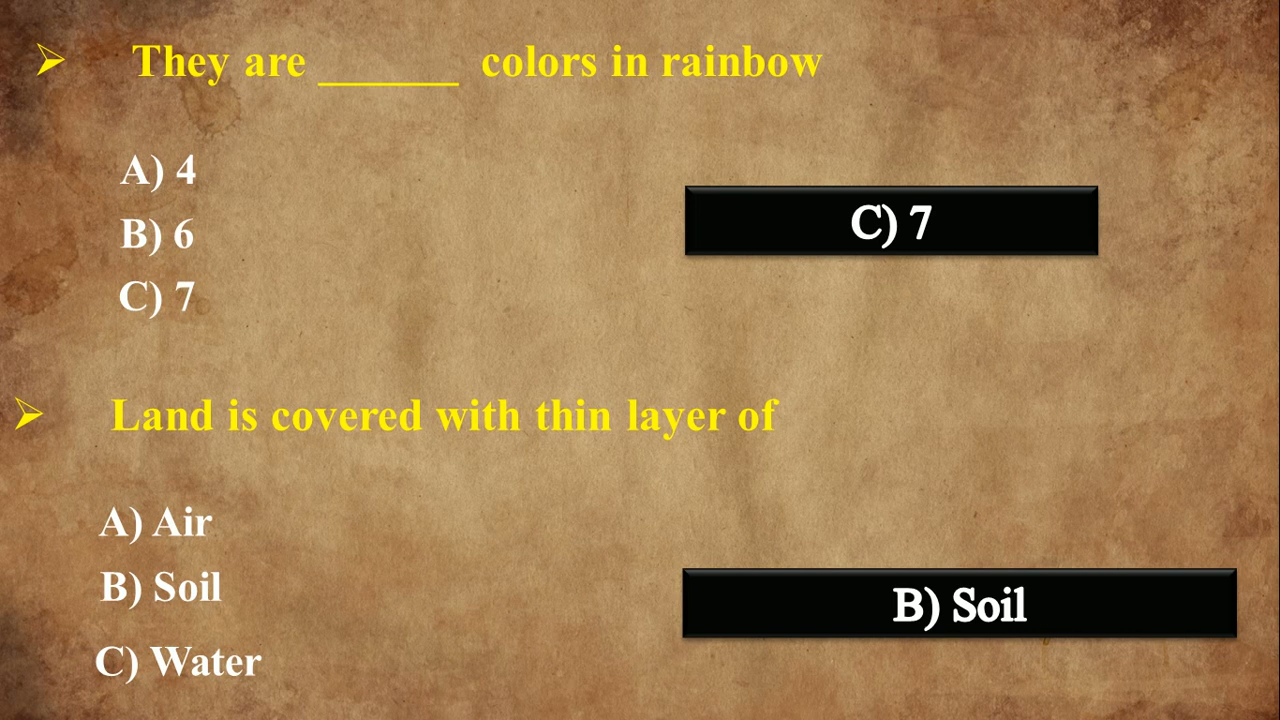 They are ______ colors in rainbow
A) 4
B) 6
C) 7
C) 7
Land is covered with thin layer of
A) Air
B) Soil
C) Water
B) Soil